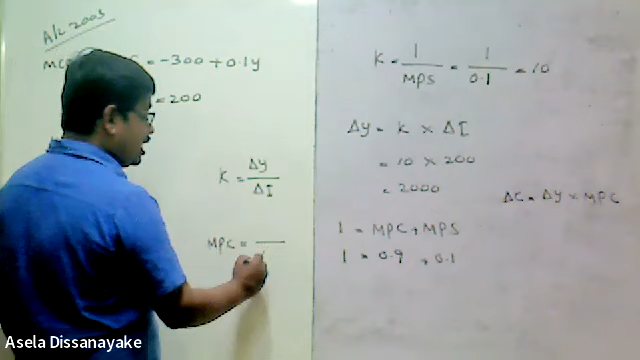 A/L 2005
= -300 + 0.1y
= 200
K = ΔY / ΔI
MPC =
K = 1 / MPS = 1 / 0.1 = 10
ΔY = K × ΔI
= 10 × 200
= 2000
ΔC = ΔY × MPC
1 = MPC + MPS
1 = 0.9 + 0.1
Asela Dissanayake